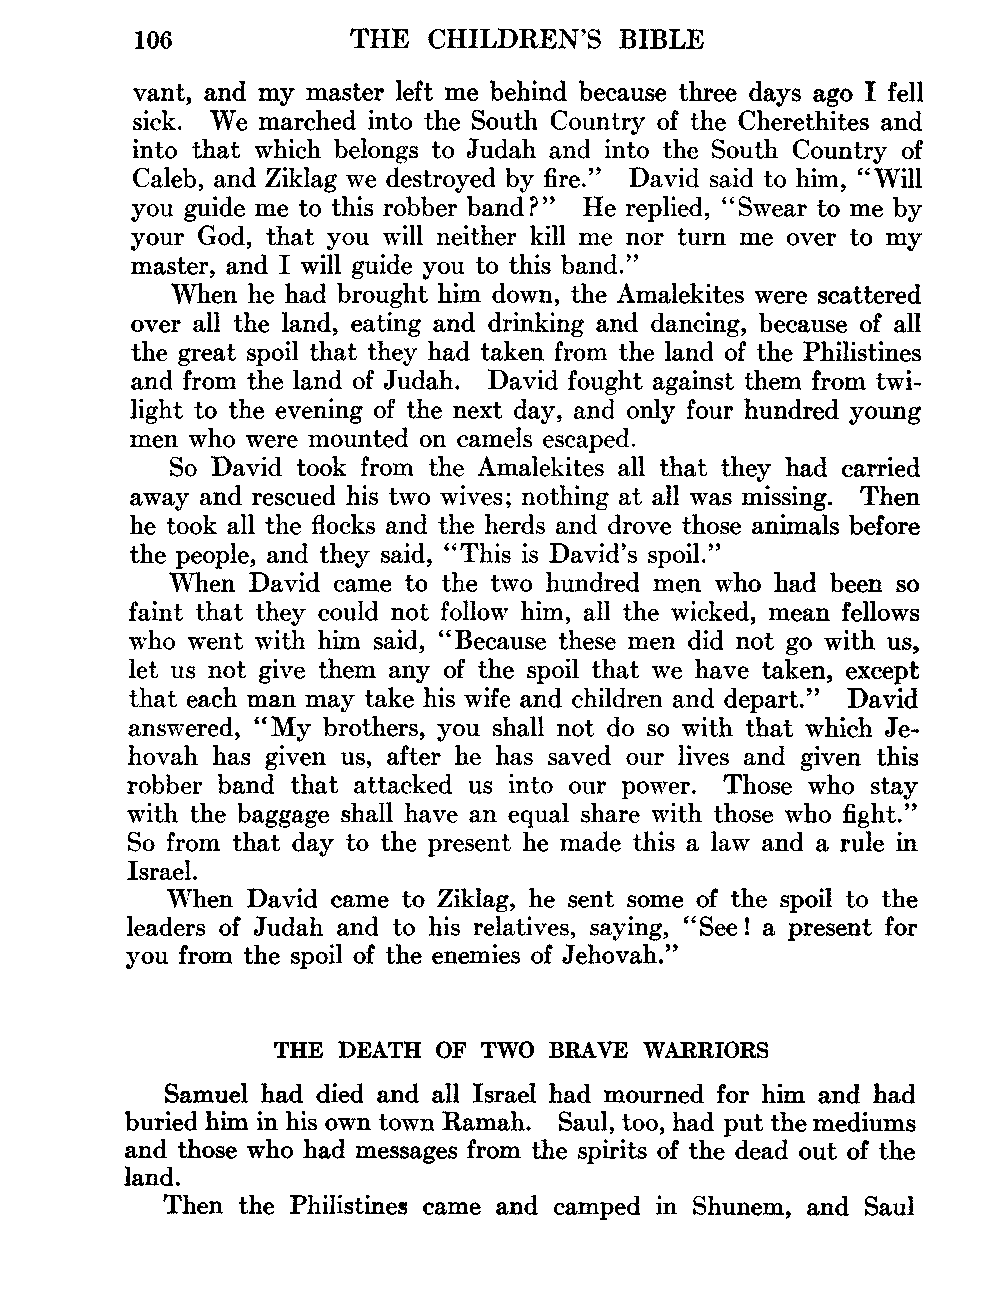 106 THE CHILDREN'S BIBLE
vant, and my master left me behind because three days ago I fell
sick. We marched into the South Country of the Cherethites and
into that which belongs to Judah and into the South Country of
Caleb, and Ziklag we destroyed by fire." David said to him, "Will
you guide me to this robber band?" He replied, "Swear to me by
your God, that you will neither kill me nor turn me over to my
master, and I will guide you to this band."
When he had brought him down, the Amalekites were scattered
over all the land, eating and drinking and dancing, because of all
the great spoil that they had taken from the land of the Philistines
and from the land of Judah. David fought against them from twi-
light to the evening of the next day, and only four hundred young
men who were mounted on camels escaped.
So David took from the Amalekites all that they had carried
away and rescued his two wives; nothing at all was missing. Then
he took all the flocks and the herds and drove those animals before
the people, and they said, "This is David's spoil."
When David came to the two hundred men who had been so
faint that they could not follow him, all the wicked, mean fellows
who went with him said, "Because these men did not go with us,
let us not give them any of the spoil that we have taken, except
that each man may take his wife and children and depart." David
answered, "My brothers, you shall not do so with that which Je-
hovah has given us, after he has saved our lives and given this
robber band that attacked us into our power. Those who stay
with the baggage shall have an equal share with those who fight."
So from that day to the present he made this a law and a rule in
Israel.
When David came to Ziklag, he sent some of the spoil to the
leaders of Judah and to his relatives, saying, "See! a present for
you from the spoil of the enemies of Jehovah."
THE DEATH OF TWO BRAVE WARRIORS
Samuel had died and all Israel had mourned for him and had
buried him in his own town Ramah. Saul, too, had put the mediums
and those who had messages from the spirits of the dead out of the
land.
Then the Philistines came and camped in Shunem, and Saul